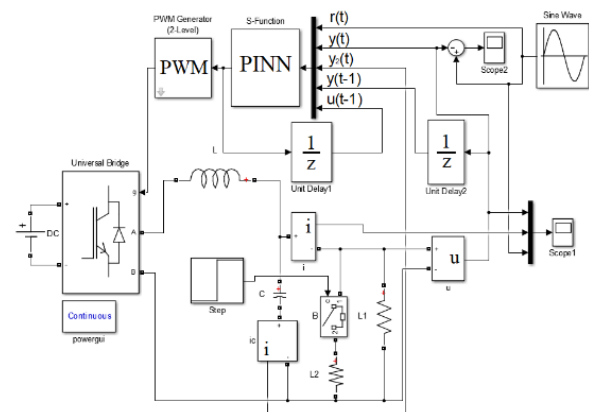 PWM Generator
(2-Level)
S-Function
Sine Wave
r(t)
y(t)
y₂(t)
y(t-1)
u(t-1)
PWM
PINN
Scope2
L
1
z
Unit Delay1
1
z
Unit Delay2
Universal Bridge
g
A
B
DC
i
i
u
u
Scope1
Step
C
B
L1
L2
Continuous
powergui
ic
i